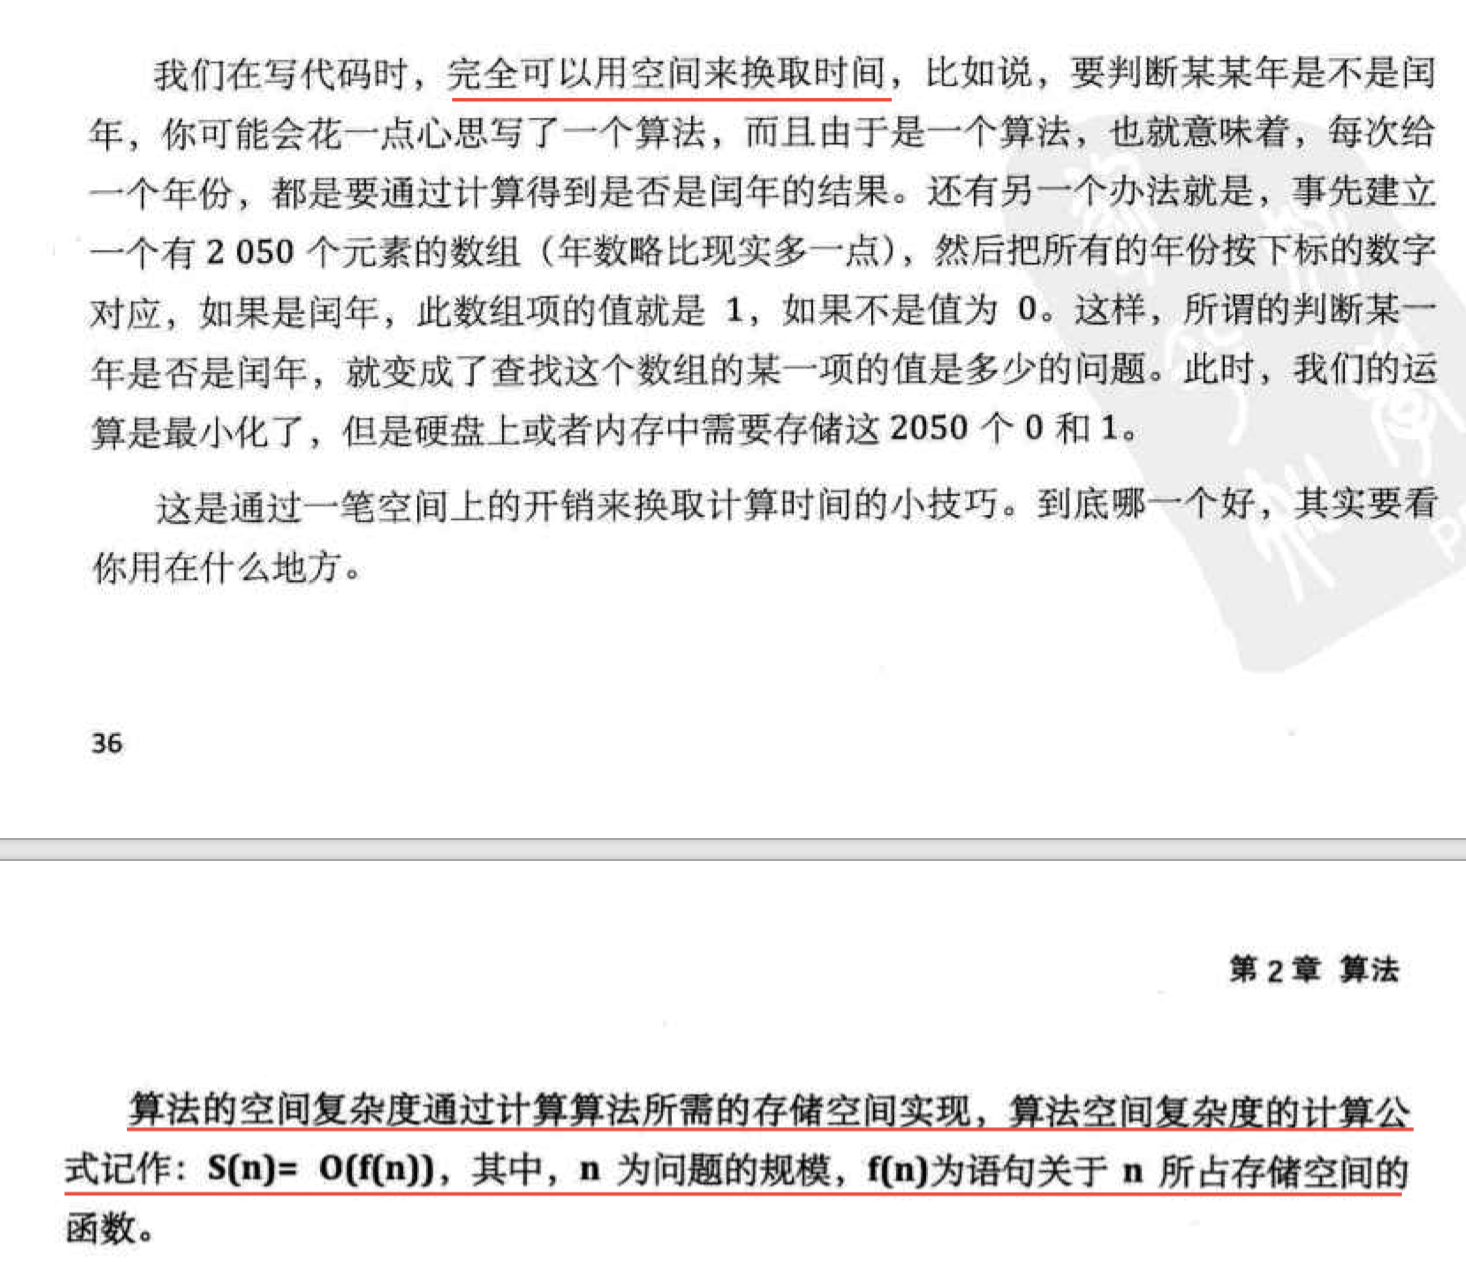 我们在写代码时，完全可以用空间来换取时间，比如说，要判断某某年是不是闰
年，你可能会花一点心思写了一个算法，而且由于是一个算法，也就意味着，每次给
一个年份，都是要通过计算得到是否是闰年的结果。还有另一个办法就是，事先建立
一个有 2 050 个元素的数组（年数略比现实多一点），然后把所有的年份按下标的数字
对应，如果是闰年，此数组项的值就是 1，如果不是值为 0。这样，所谓的判断某一
年是否是闰年，就变成了查找这个数组的某一项的值是多少的问题。此时，我们的运
算是最小化了，但是硬盘上或者内存中需要存储这 2050 个 0 和 1。
这是通过一笔空间上的开销来换取计算时间的小技巧。到底哪一个好，其实要看
你用在什么地方。
36
第 2 章 算法
算法的空间复杂度通过计算算法所需的存储空间实现，算法空间复杂度的计算公
式记作：S(n)= O(f(n))，其中，n 为问题的规模，f(n)为语句关于 n 所占存储空间的
函数。